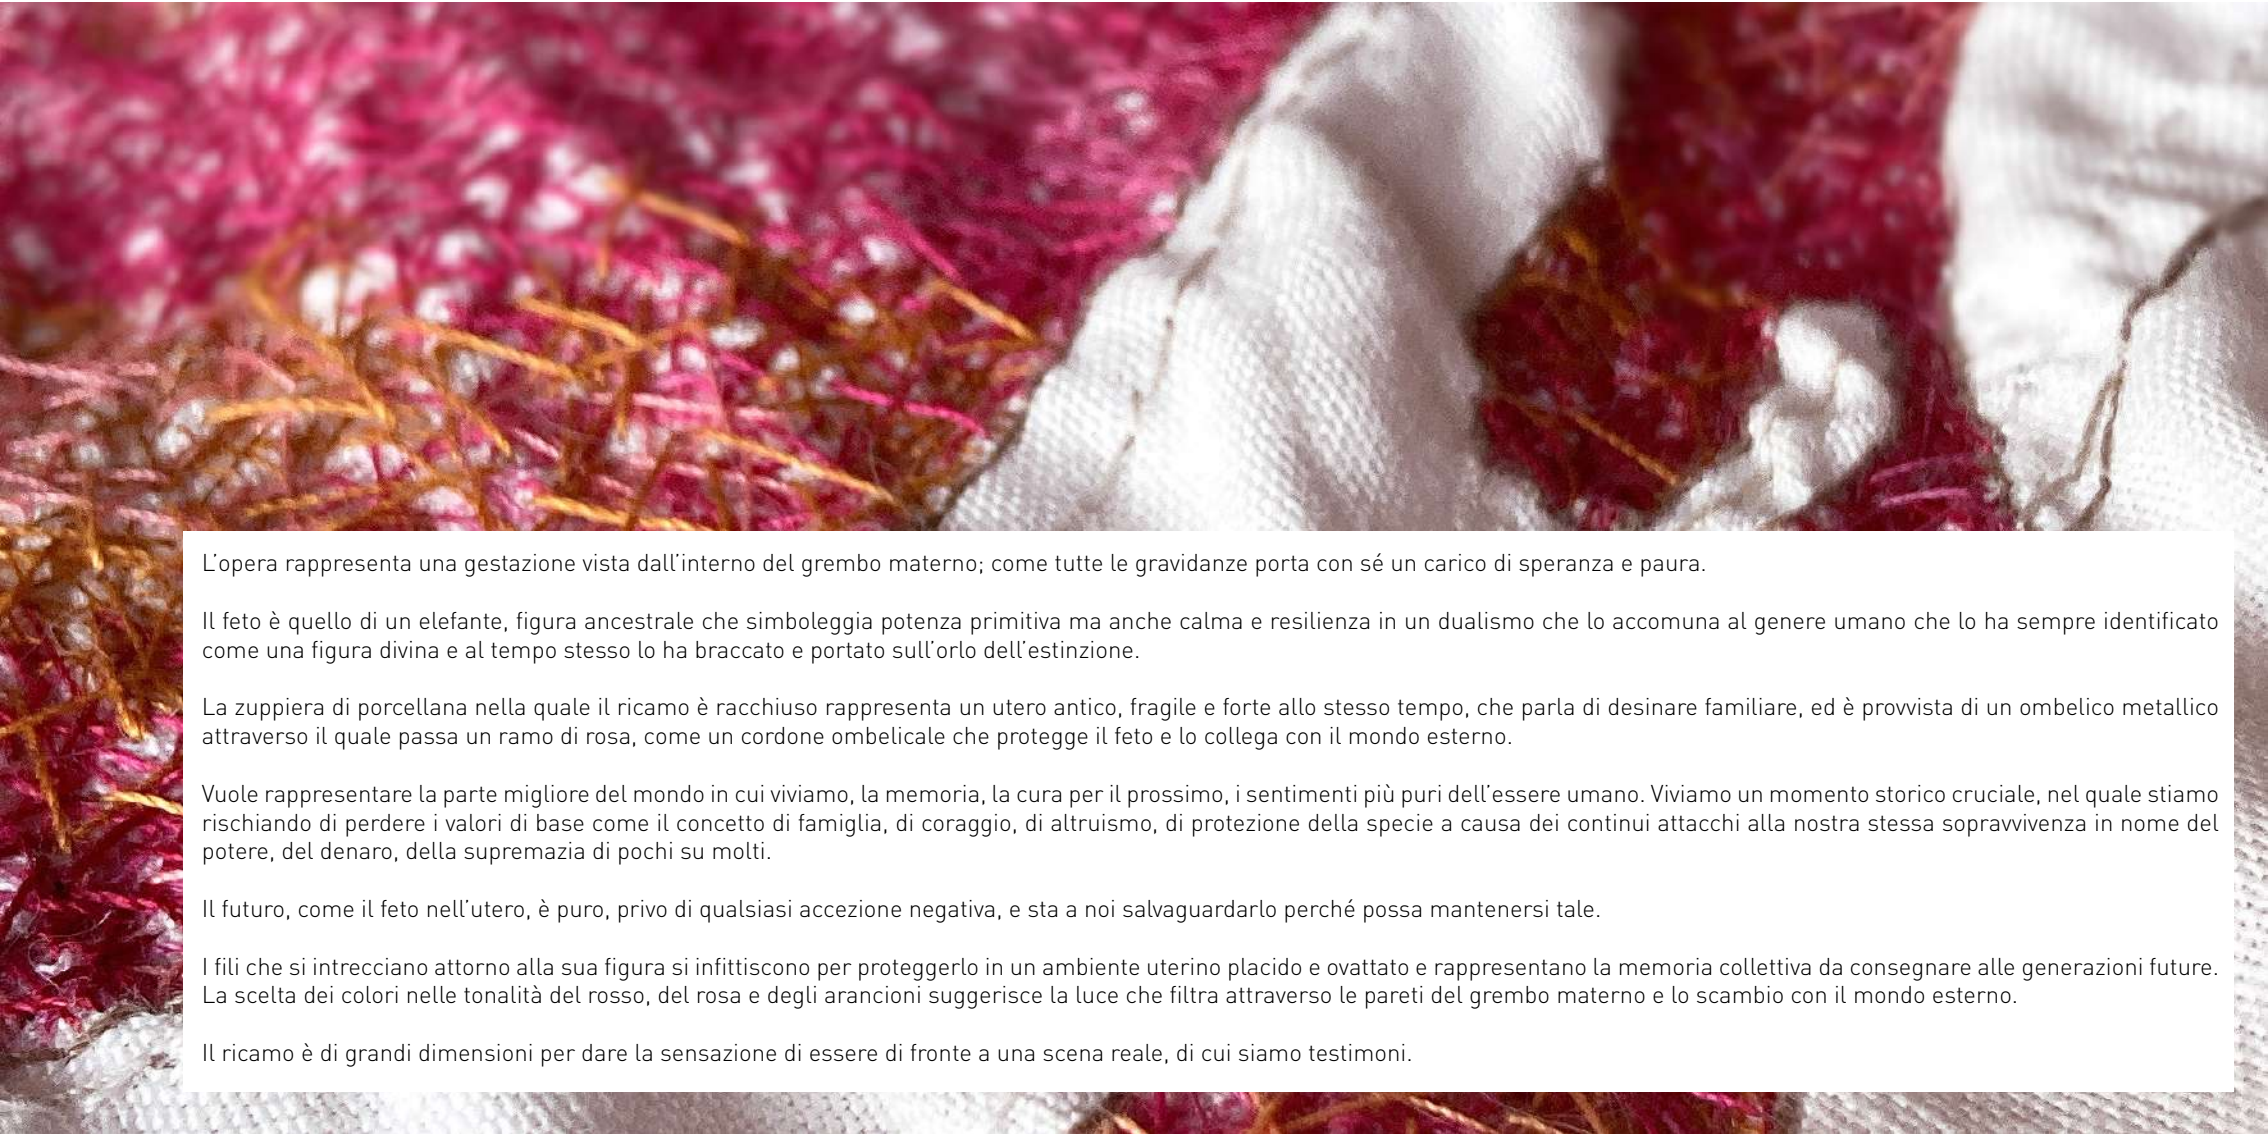 L'opera rappresenta una gestazione vista dall'interno del grembo materno; come tutte le gravidanze porta con sé un carico di speranza e paura.
Il feto è quello di un elefante, figura ancestrale che simboleggia potenza primitiva ma anche calma e resilienza in un dualismo che lo accomuna al genere umano che lo ha sempre identificato
come una figura divina e al tempo stesso lo ha braccato e portato sull'orlo dell'estinzione.
La zuppiera di porcellana nella quale il ricamo è racchiuso rappresenta un utero antico, fragile e forte allo stesso tempo, che parla di desinare familiare, ed è provvista di un ombelico metallico
attraverso il quale passa un ramo di rosa, come un cordone ombelicale che protegge il feto e lo collega con il mondo esterno.
Vuole rappresentare la parte migliore del mondo in cui viviamo, la memoria, la cura per il prossimo, i sentimenti più puri dell'essere umano. Viviamo un momento storico cruciale, nel quale stiamo
rischiando di perdere i valori di base come il concetto di famiglia, di coraggio, di altruismo, di protezione della specie a causa dei continui attacchi alla nostra stessa sopravvivenza in nome del
potere, del denaro, della supremazia di pochi su molti.
Il futuro, come il feto nell'utero, è puro, privo di qualsiasi accezione negativa, e sta a noi salvaguardarlo perché possa mantenersi tale.
I fili che si intrecciano attorno alla sua figura si infittiscono per proteggerlo in un ambiente uterino placido e ovattato e rappresentano la memoria collettiva da consegnare alle generazioni future.
La scelta dei colori nelle tonalità del rosso, del rosa e degli arancioni suggerisce la luce che filtra attraverso le pareti del grembo materno e lo scambio con il mondo esterno.
Il ricamo è di grandi dimensioni per dare la sensazione di essere di fronte a una scena reale, di cui siamo testimoni.